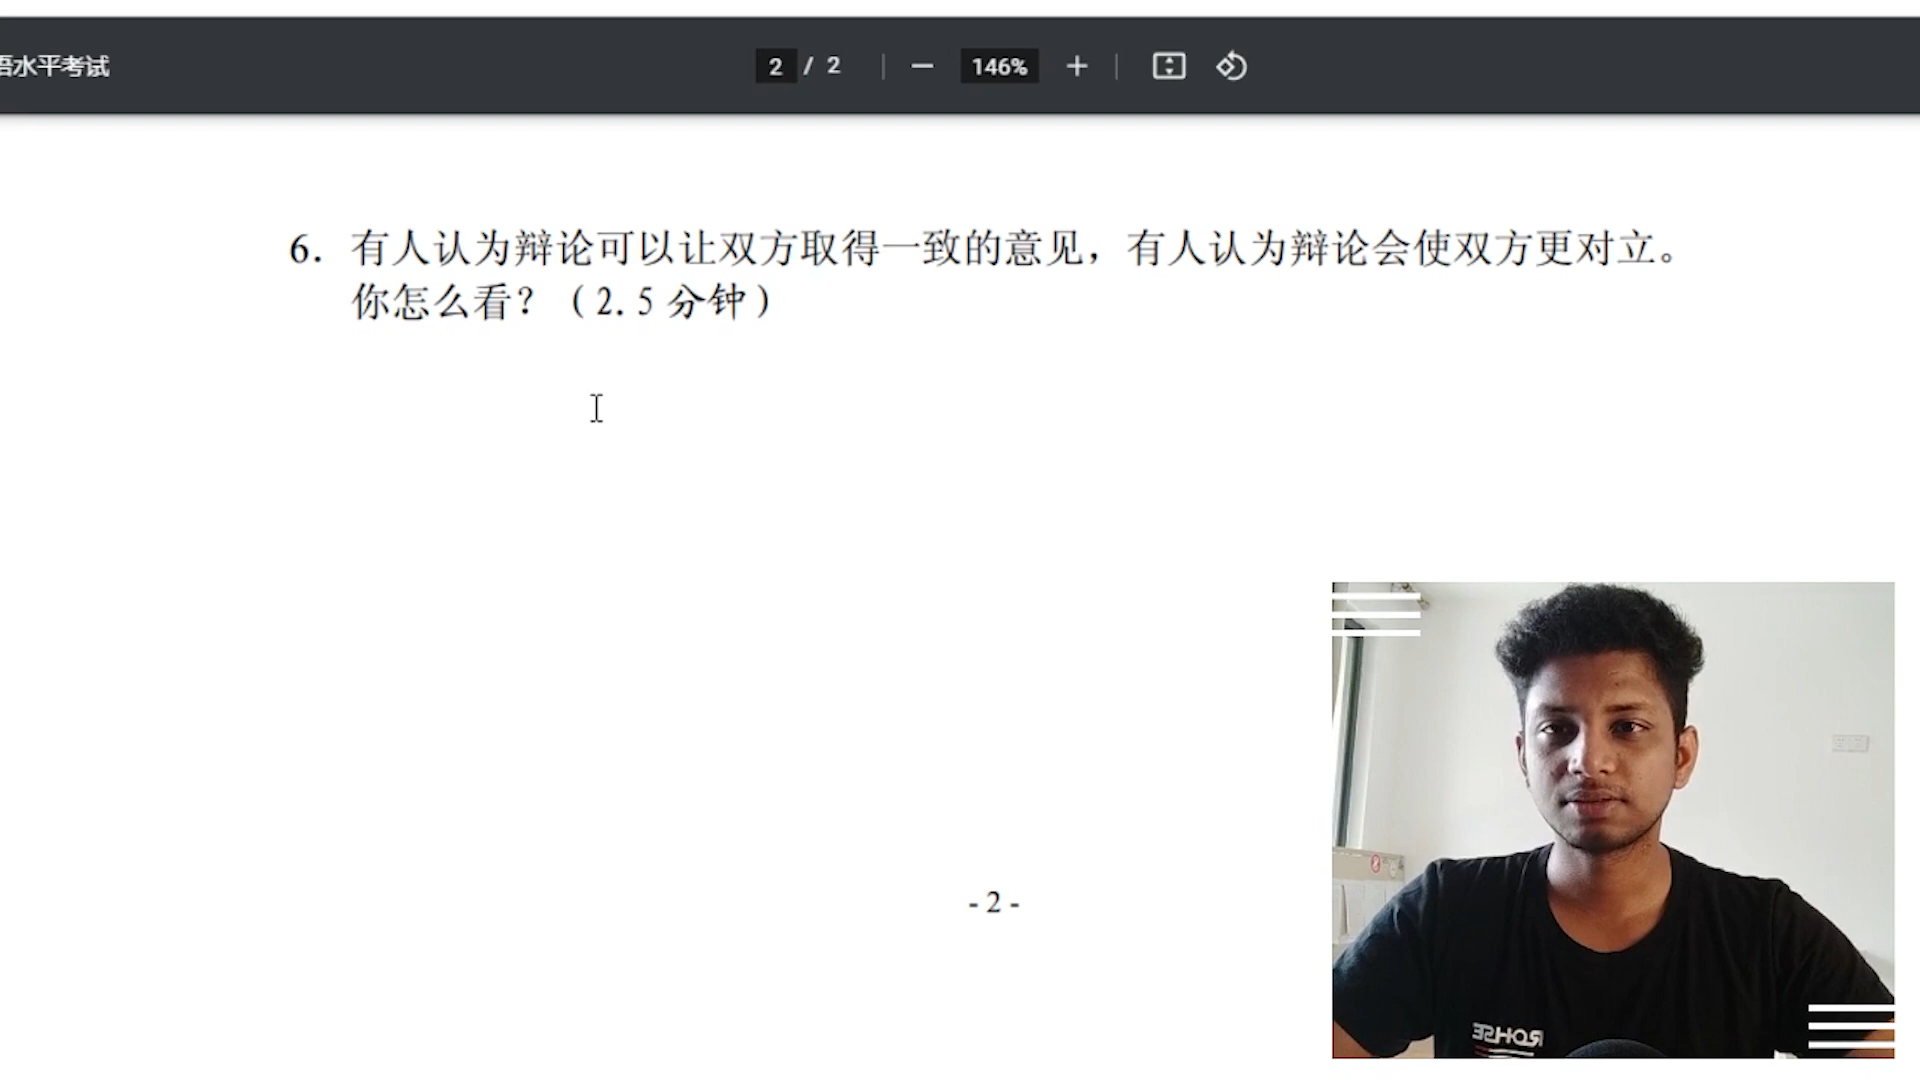 语水平考试
2 / 2
146%
6. 有人认为辩论可以让双方取得一致的意见，有人认为辩论会使双方更对立。
你怎么看？（2.5 分钟）
- 2 -